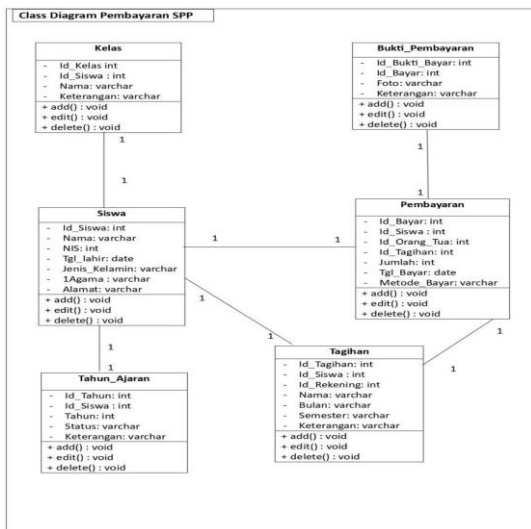 Class Diagram Pembayaran SPP
Kelas
- Id_Kelas int
- Id_Siswa : int
- Nama: varchar
- Keterangan: varchar
+ add() : void
+ edit() : void
+ delete() : void
1
1
Bukti_Pembayaran
- Id_Bukti_Bayar: int
- Id_Bayar: int
- Foto: varchar
- Keterangan: varchar
+ add() : void
+ edit() : void
+ delete() : void
1
1
Siswa
- Id_Siswa: int
- Nama: varchar
- NIS: int
- Tgl_lahir: date
- Jenis_Kelamin: varchar
- 1Agama : varchar
- Alamat: varchar
+ add() : void
+ edit() : void
+ delete() : void
1
1
Pembayaran
- Id_Bayar: int
- Id_Siswa : int
- Id_Orang_Tua: int
- Id_Tagihan: int
- Jumlah: int
- Tgl_Bayar: date
- Metode_Bayar: varchar
+ add() : void
+ edit() : void
+ delete() : void
1
1
1
1
1
1
Tahun_Ajaran
- Id_Tahun: int
- Id_Siswa : int
- Tahun: int
- Status: varchar
- Keterangan: varchar
+ add() : void
+ edit() : void
+ delete() : void
Tagihan
- Id_Tagihan: int
- Id_Siswa : int
- Id_Rekening: int
- Nama: varchar
- Bulan: varchar
- Semester: varchar
- Keterangan: varchar
+ add() : void
+ edit() : void
+ delete() : void